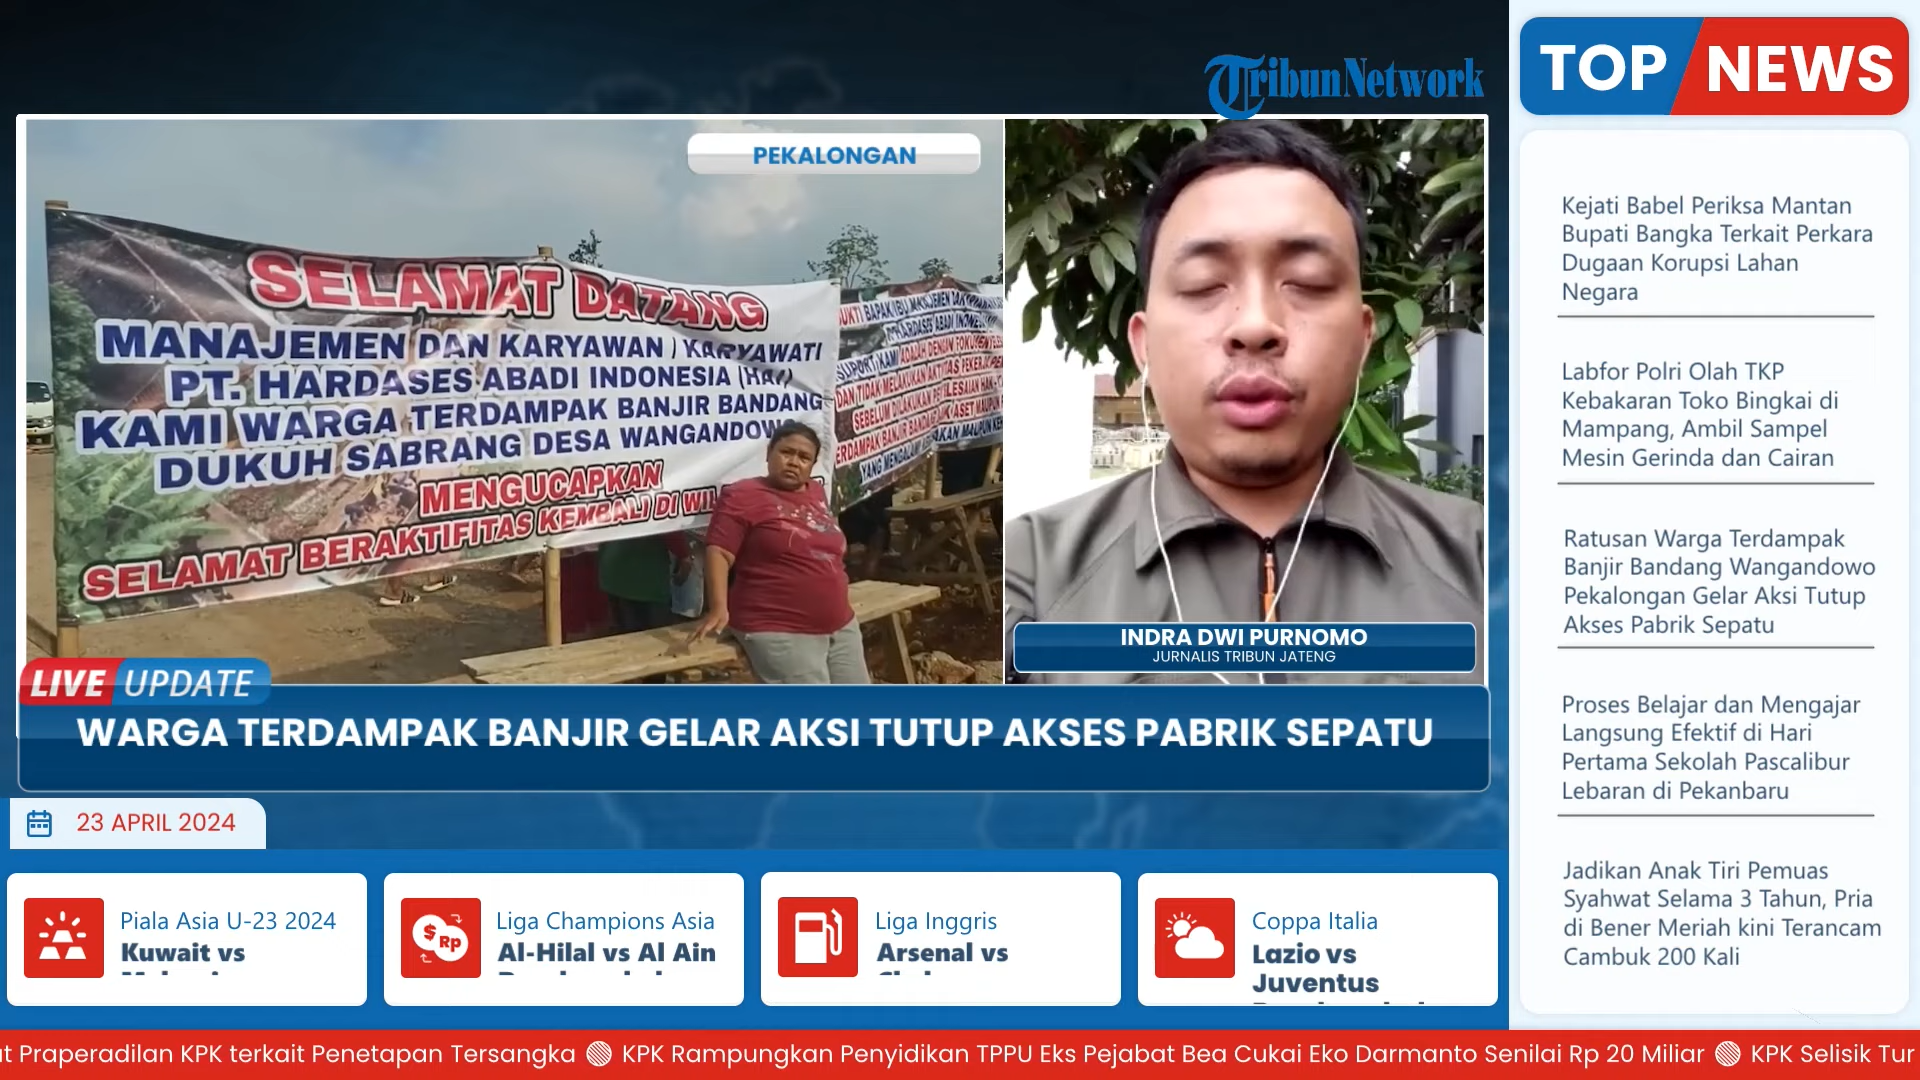 TribunNetwork
TOP NEWS
PEKALONGAN
SELAMAT DATANG
MANAJEMEN DAN KARYAWAN / KARYAWATI
PT. HARDASES ABADI INDONESIA (HAI)
KAMI WARGA TERDAMPAK BANJIR BANDANG
DUKUH SABRANG DESA WANGANDOWO
MENGUCAPKAN
SELAMAT BERAKTIFITAS KEMBALI DI
INDRA DWI PURNOMO
JURNALIS TRIBUN JATENG
LIVE UPDATE
WARGA TERDAMPAK BANJIR GELAR AKSI TUTUP AKSES PABRIK SEPATU
23 APRIL 2024
Piala Asia U-23 2024
Kuwait vs
Liga Champions Asia
Al-Hilal vs Al Ain
Liga Inggris
Arsenal vs
Coppa Italia
Lazio vs
Juventus
Kejati Babel Periksa Mantan
Bupati Bangka Terkait Perkara
Dugaan Korupsi Lahan
Negara
Labfor Polri Olah TKP
Kebakaran Toko Bingkai di
Mampang, Ambil Sampel
Mesin Gerinda dan Cairan
Ratusan Warga Terdampak
Banjir Bandang Wangandowo
Pekalongan Gelar Aksi Tutup
Akses Pabrik Sepatu
Proses Belajar dan Mengajar
Langsung Efektif di Hari
Pertama Sekolah Pascalibur
Lebaran di Pekanbaru
Jadikan Anak Tiri Pemuas
Syahwat Selama 3 Tahun, Pria
di Bener Meriah kini Terancam
Cambuk 200 Kali
t Praperadilan KPK terkait Penetapan Tersangka KPK Rampungkan Penyidikan TPPU Eks Pejabat Bea Cukai Eko Darmanto Senilai Rp 20 Miliar KPK Selisik Tur